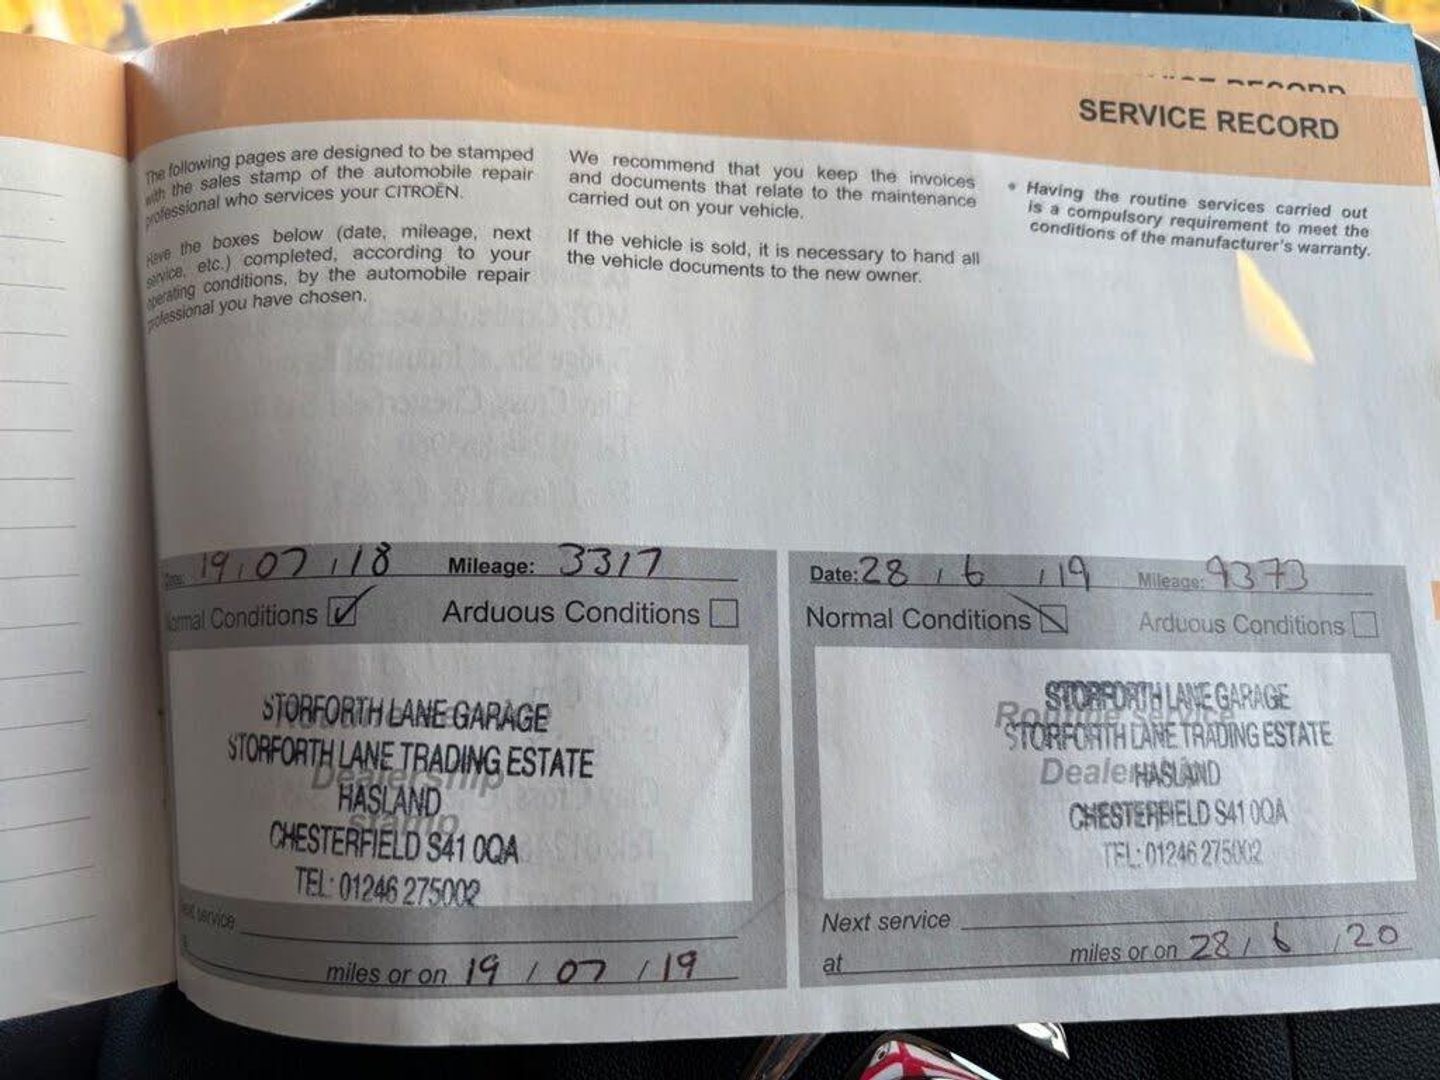 SERVICE RECORD
The following pages are designed to be stamped
with the sales stamp of the automobile repair
professional who services your CITROËN.
Have the boxes below (date, mileage, next
service, etc.) completed, according to your
operating conditions, by the automobile repair
professional you have chosen.
We recommend that you keep the invoices
and documents that relate to the maintenance
carried out on your vehicle.
If the vehicle is sold, it is necessary to hand all
the vehicle documents to the new owner.
• Having the routine services carried out
is a compulsory requirement to meet the
conditions of the manufacturer's warranty.
Date: 19 / 07 / 18 Mileage: 3317
Normal Conditions ☑ Arduous Conditions ☐
Dealership
stamp
STORFORTH LANE GARAGE
STORFORTH LANE TRADING ESTATE
HASLAND
CHESTERFIELD S41 0QA
TEL: 01246 275002
Next service
miles or on 19 / 07 / 19
Date: 28 / 6 / 19 Mileage: 9373
Normal Conditions ☑ Arduous Conditions ☐
Routine service
STORFORTH LANE GARAGE
STORFORTH LANE TRADING ESTATE
HASLAND
CHESTERFIELD S41 0QA
TEL: 01246 275002
Next service
at miles or on 28 / 6 / 20